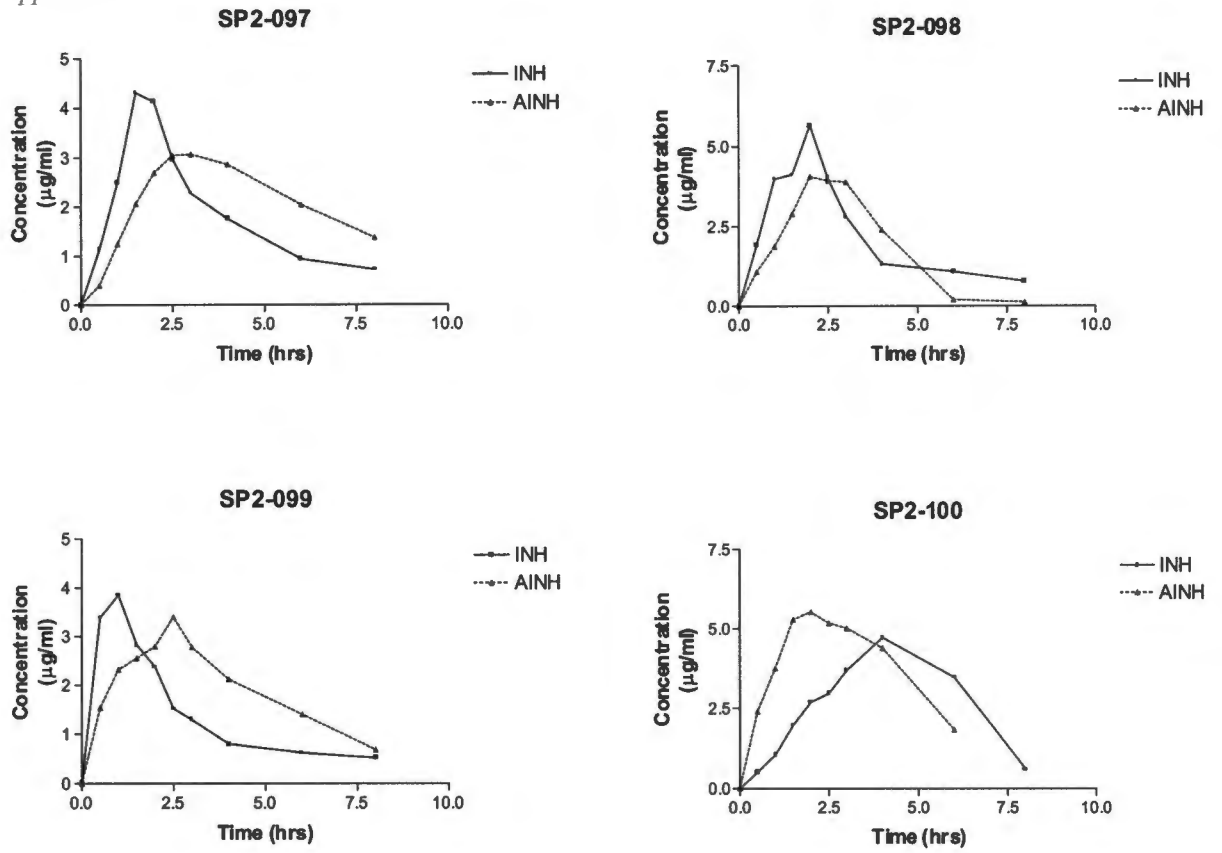 SP2-097
5
4
3
2
1
0
0.0 2.5 5.0 7.5 10.0
Concentration
(µg/ml)
Time (hrs)
INH
AINH
SP2-098
7.5
5.0
2.5
0.0
0.0 2.5 5.0 7.5 10.0
Concentration
(µg/ml)
Time (hrs)
INH
AINH
SP2-099
5
4
3
2
1
0
0.0 2.5 5.0 7.5 10.0
Concentration
(µg/ml)
Time (hrs)
INH
AINH
SP2-100
7.5
5.0
2.5
0.0
0.0 2.5 5.0 7.5 10.0
Concentration
(µg/ml)
Time (hrs)
INH
AINH